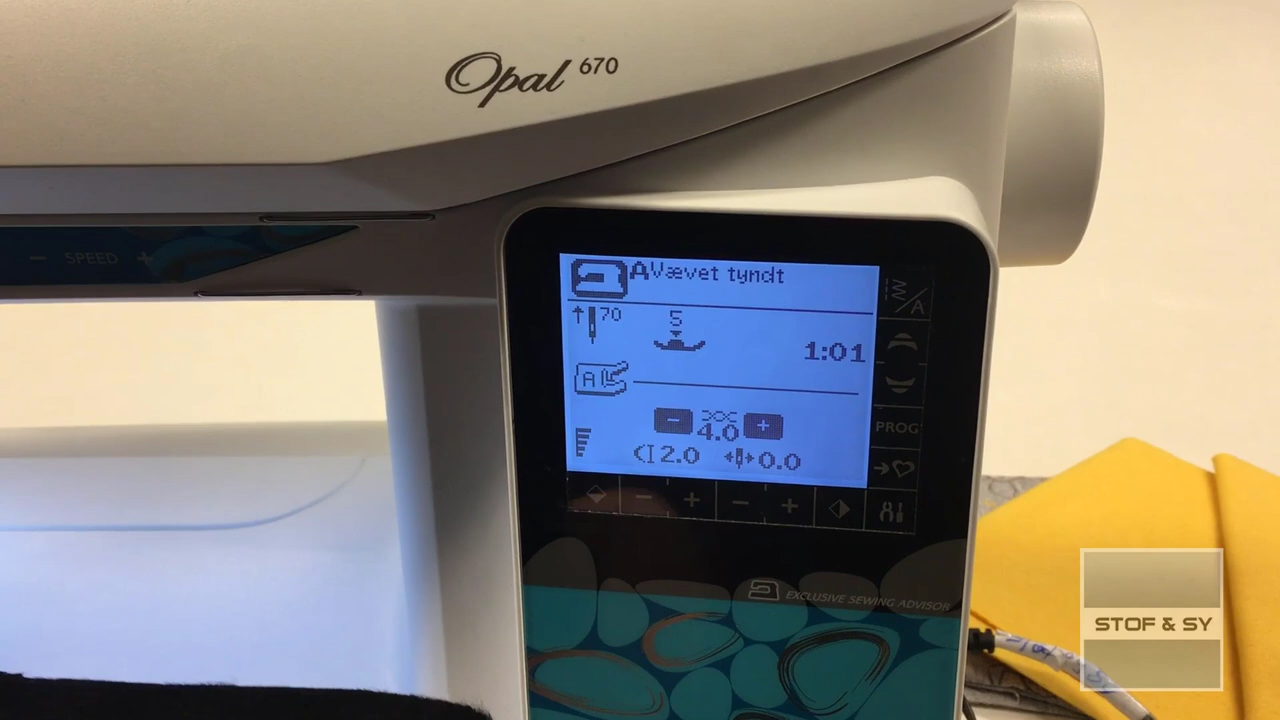 Opal 670
− SPEED +
A Vævet tyndt
70
5
1:01
A
− 4.0 +
2.0 0.0
A
PROG
− + − +
EXCLUSIVE SEWING ADVISOR
STOF & SY